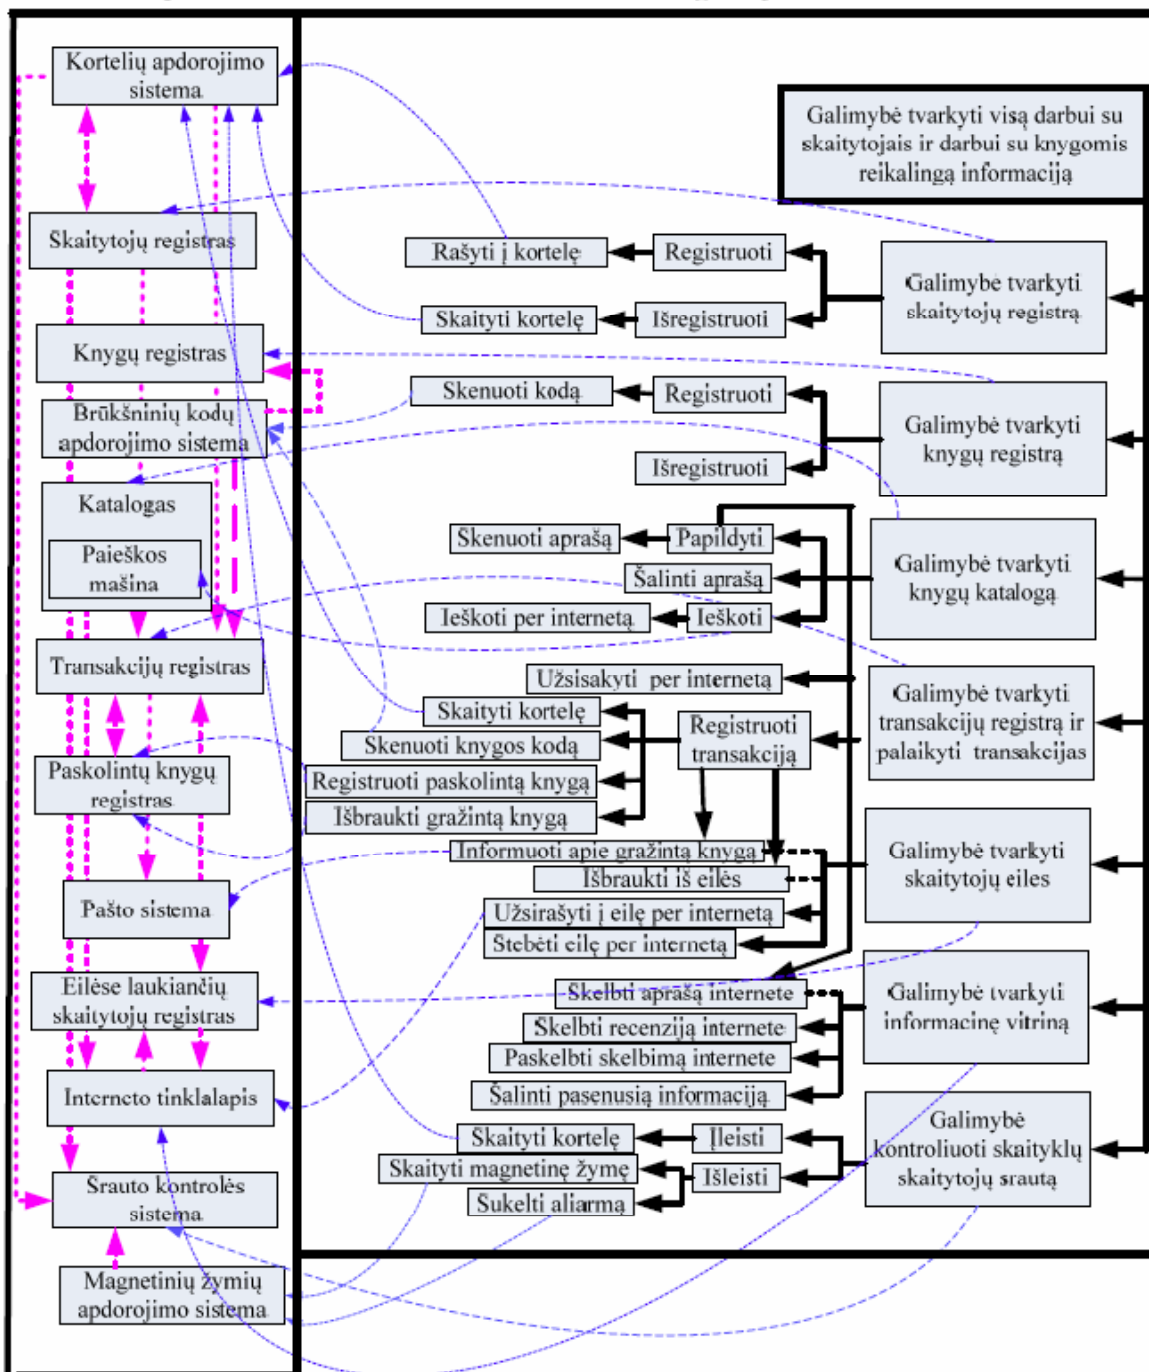 Kortelių apdorojimo
sistema
Skaitytojų registras
Knygų registras
Brūkšninių kodų
apdorojimo sistema
Katalogas
Paieškos
mašina
Transakcijų registras
Paskolintų knygų
registras
Pašto sistema
Eilėse laukiančių
skaitytojų registras
Interneto tinklalapis
Srauto kontrolės
sistema
Magnetinių žymių
apdorojimo sistema
Galimybė tvarkyti visą darbui su
skaitytojais ir darbui su knygomis
reikalingą informaciją
Rašyti į kortelę
Registruoti
Skaityti kortelę
Išregistruoti
Galimybė tvarkyti
skaitytojų registrą
Skenuoti kodą
Registruoti
Išregistruoti
Galimybė tvarkyti
knygų registrą
Skenuoti aprašą
Papildyti
Šalinti aprašą
Ieškoti per internetą
Ieškoti
Galimybė tvarkyti
knygų katalogą
Užsisakyti per internetą
Skaityti kortelę
Skenuoti knygos kodą
Registruoti paskolintą knygą
Išbraukti gražintą knygą
Registruoti
transakciją
Galimybė tvarkyti
transakcijų registrą ir
palaikyti transakcijas
Informuoti apie gražintą knygą
Išbraukti iš eilės
Užsirašyti į eilę per internetą
Stebėti eilę per internetą
Galimybė tvarkyti
skaitytojų eiles
Skelbti aprašą internete
Skelbti recenziją internete
Paskelbti skelbimą internete
Šalinti pasenusią informaciją
Galimybė tvarkyti
informacinę vitriną
Skaityti kortelę
Įleisti
Skaityti magnetinę žymę
Išleisti
Sukelti aliarmą
Galimybė
kontroliuoti skaityklų
skaitytojų srautą